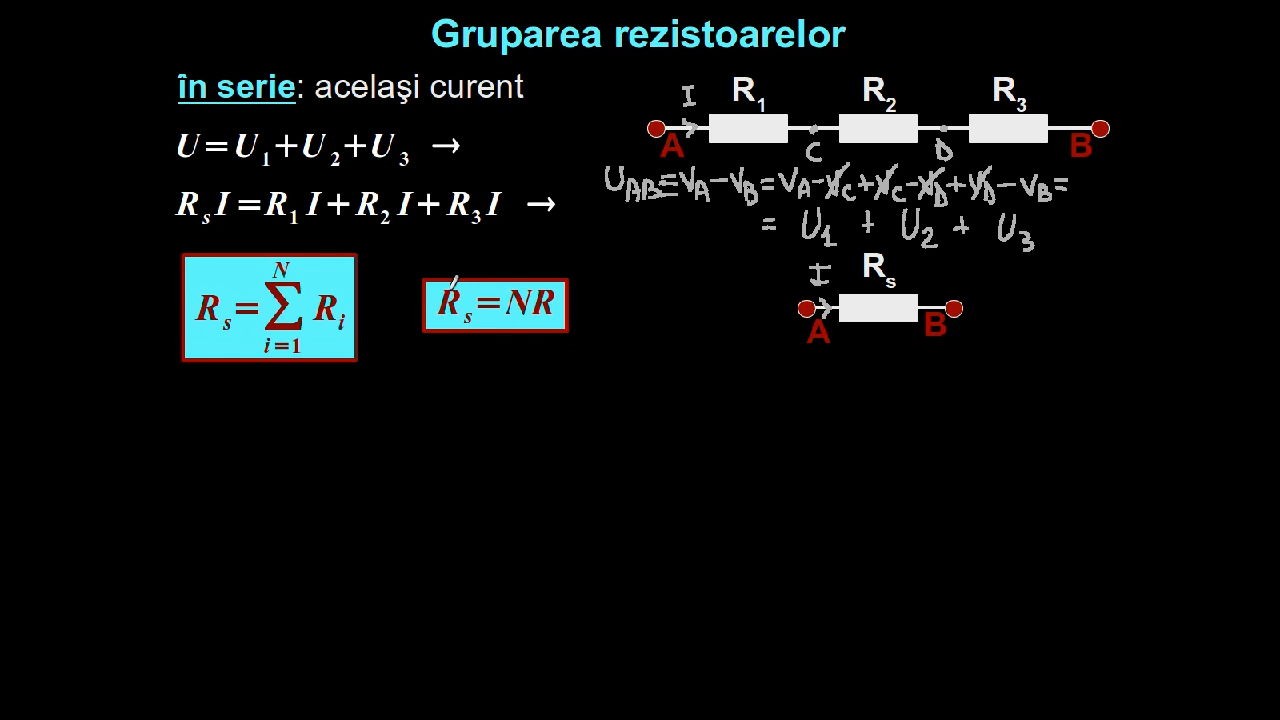 Gruparea rezistoarelor
în serie: acelaşi curent
U=U1+U2+U3 →
RsI=R1I+R2I+R3I →
Rs=∑ i=1 N Ri
Rs=NR
I R1 R2 R3
A C D B
UAB≡VA-VB=VA-VC+VC-VD+VD-VB=
= U1 + U2 + U3
I Rs
A B